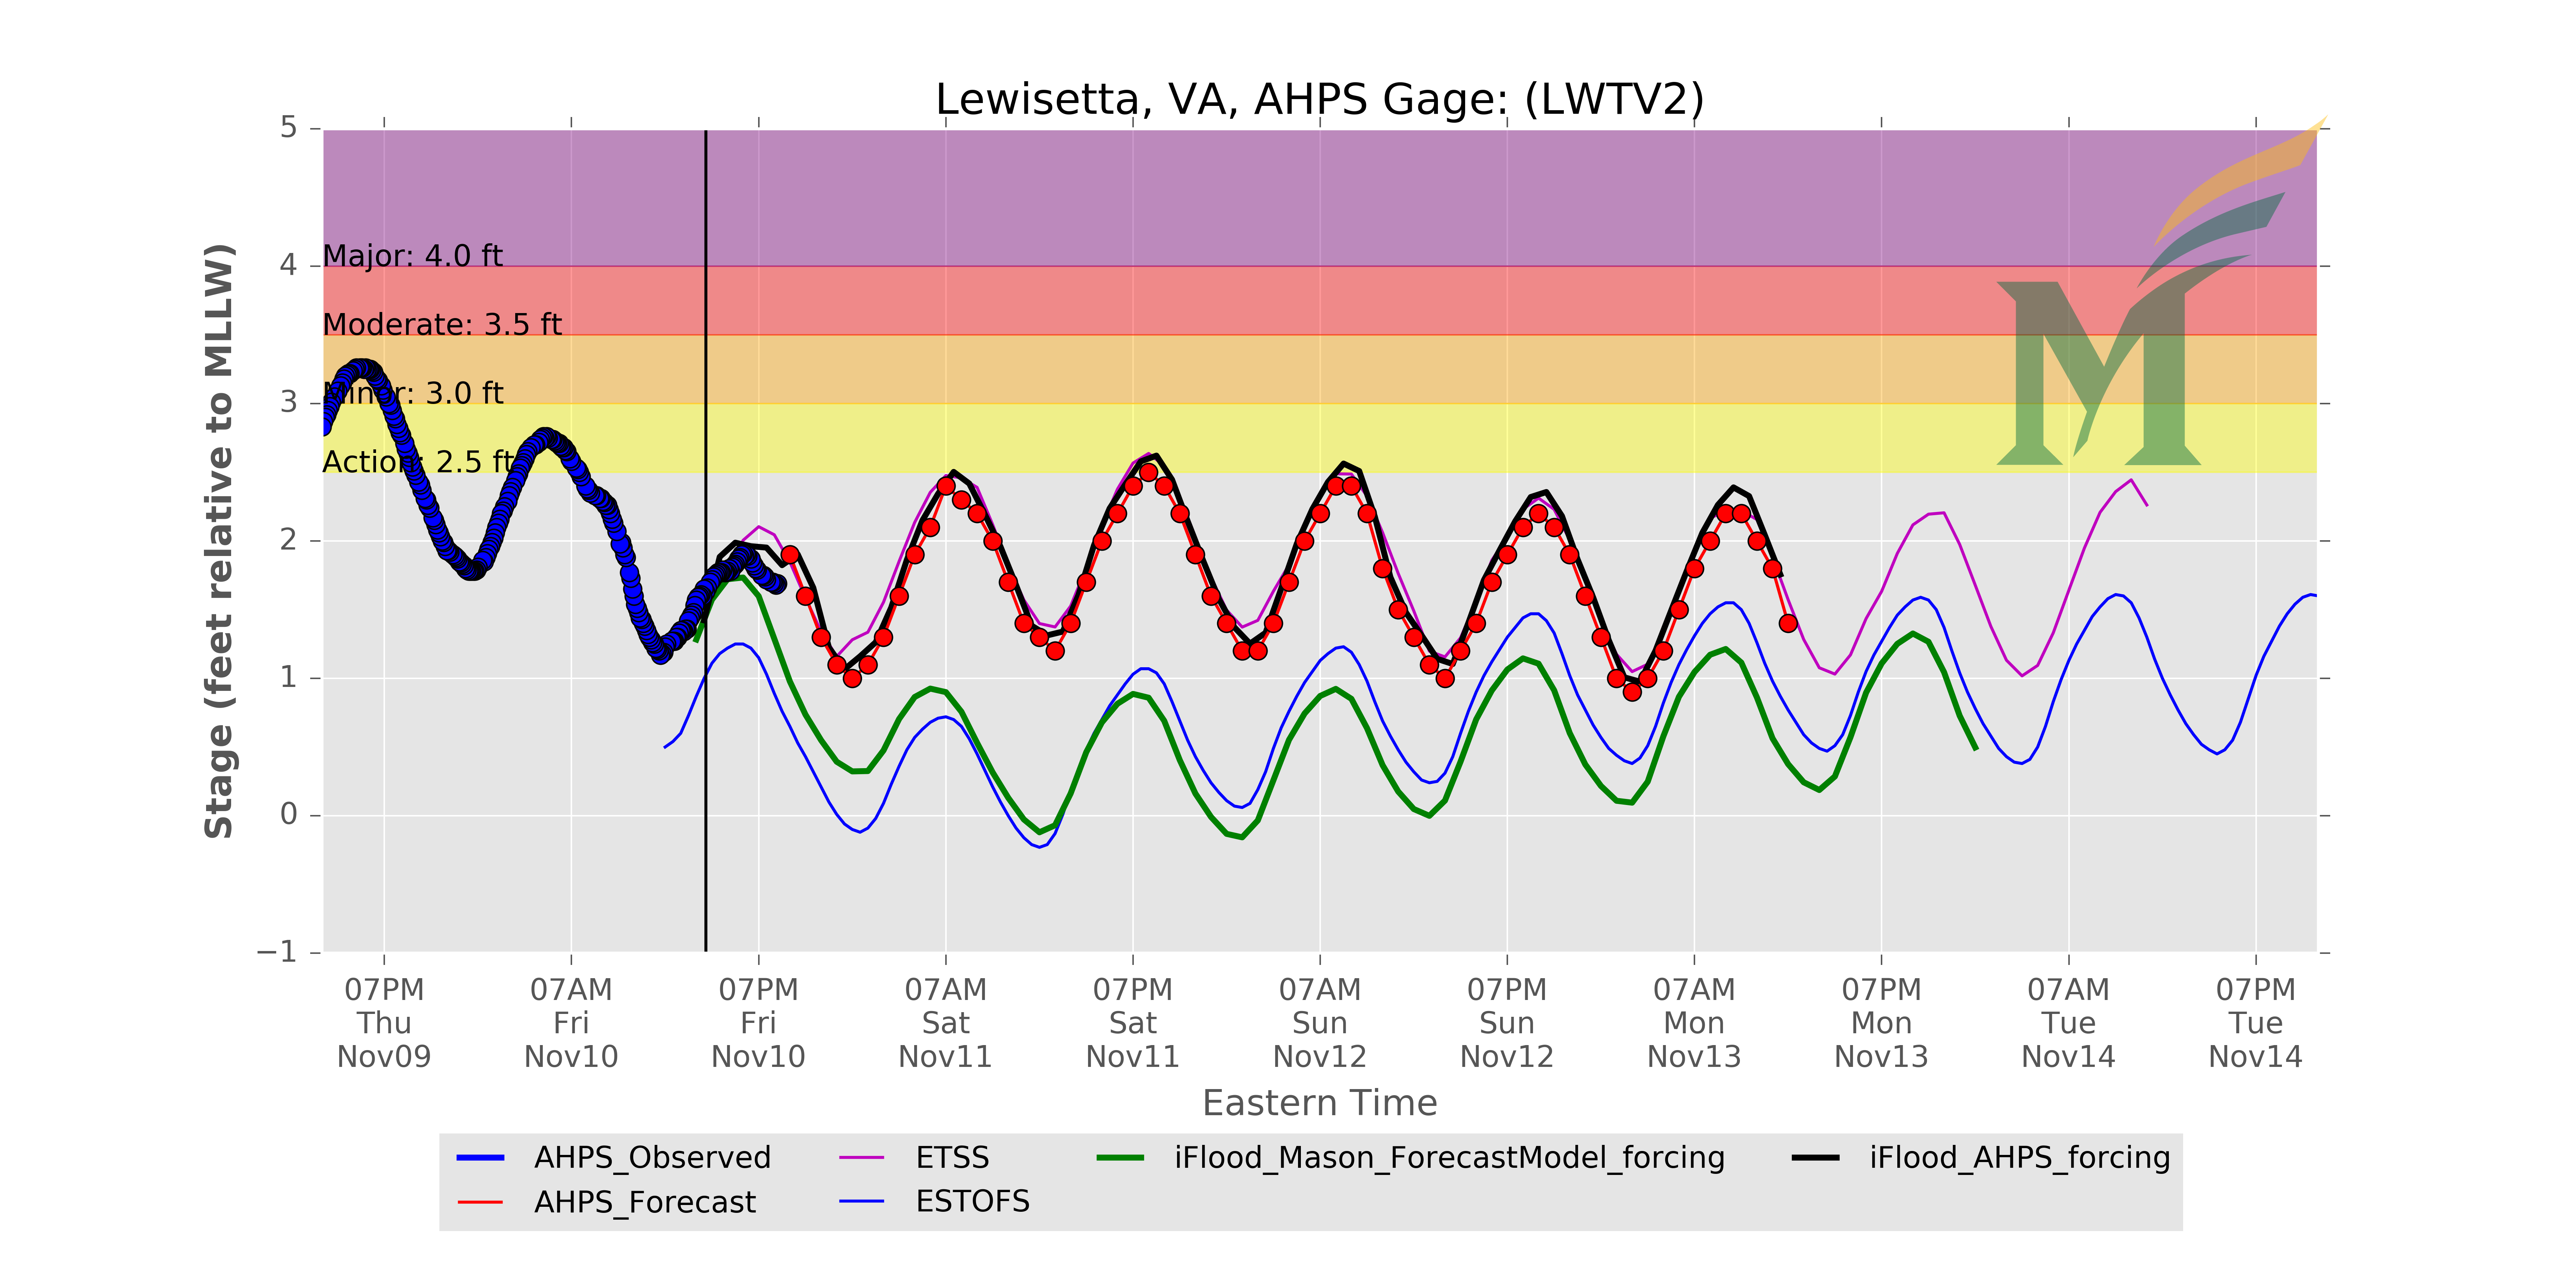 Lewisetta, VA, AHPS Gage: (LWTV2)
Stage (feet relative to MLLW)
5
4
3
2
1
0
−1
Major: 4.0 ft
Moderate: 3.5 ft
Minor: 3.0 ft
Action: 2.5 ft
M
07PM 07AM 07PM 07AM 07PM 07AM 07PM 07AM 07PM 07AM 07PM
Thu Fri Fri Sat Sat Sun Sun Mon Mon Tue Tue
Nov09 Nov10 Nov10 Nov11 Nov11 Nov12 Nov12 Nov13 Nov13 Nov14 Nov14
Eastern Time
AHPS_Observed ETSS iFlood_Mason_ForecastModel_forcing iFlood_AHPS_forcing
AHPS_Forecast ESTOFS